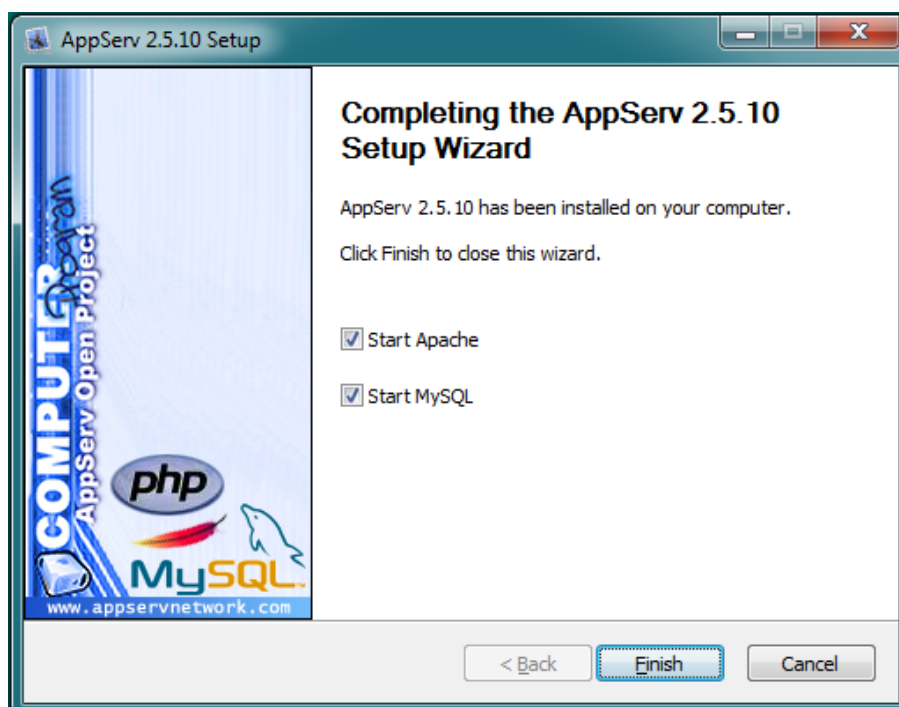 AppServ 2.5.10 Setup
Completing the AppServ 2.5.10
Setup Wizard
AppServ 2.5.10 has been installed on your computer.
Click Finish to close this wizard.
Start Apache
Start MySQL
COMPUTER
Program
AppServ Open Project
php
MySQL
www.appservnetwork.com
< Back
Finish
Cancel